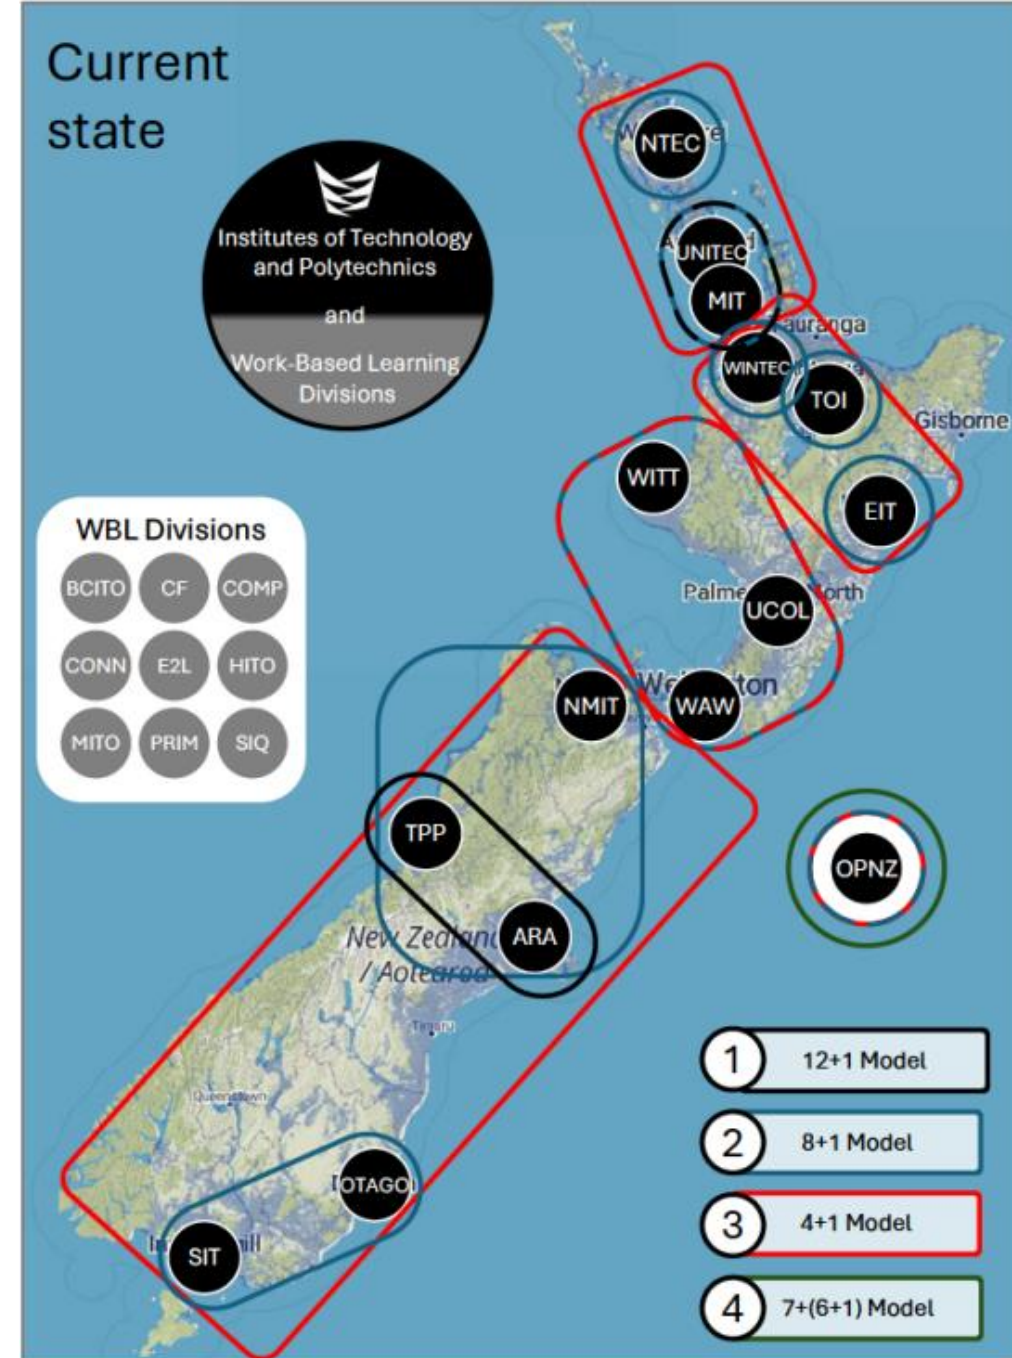 Current
state
Institutes of Technology
and Polytechnics
and
Work-Based Learning
Divisions
NTEC
UNITEC
MIT
Tauranga
WINTEC
TOI
Gisborne
WITT
EIT
WBL Divisions
BCITO CF COMP
CONN E2L HITO
MITO PRIM SIQ
UCOL
NMIT
WAW
TPP
OPNZ
ARA
New Zealand
/ Aotearoa
Timaru
Queenstown
OTAGO
SIT
1 12+1 Model
2 8+1 Model
3 4+1 Model
4 7+(6+1) Model